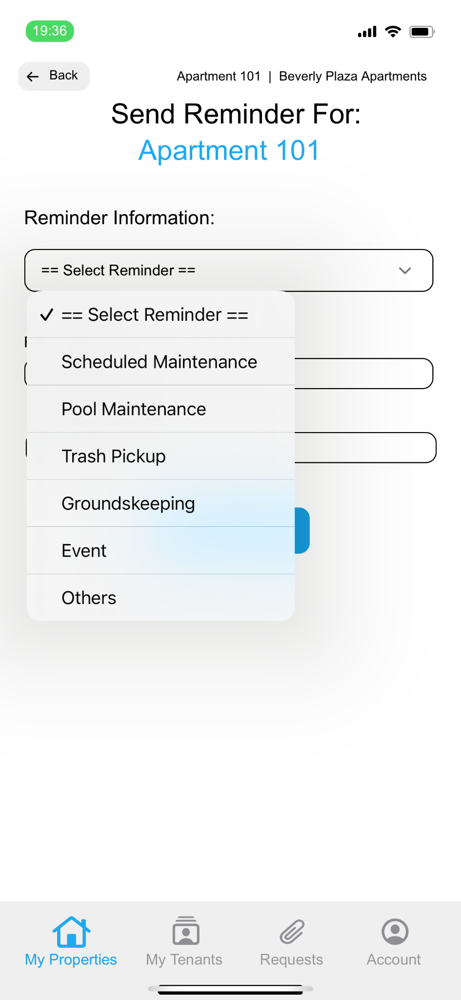 19:36
Back
Apartment 101 | Beverly Plaza Apartments
Send Reminder For:
Apartment 101
Reminder Information:
== Select Reminder ==
== Select Reminder ==
Scheduled Maintenance
Pool Maintenance
Trash Pickup
Groundskeeping
Event
Others
My Properties
My Tenants
Requests
Account